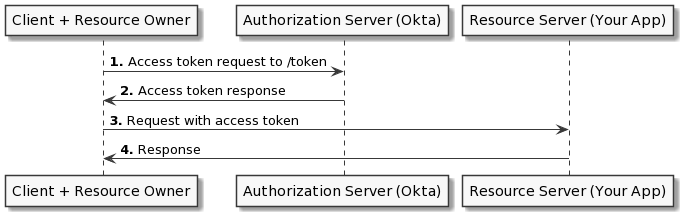 Client + Resource Owner
Authorization Server (Okta)
Resource Server (Your App)
1. Access token request to /token
2. Access token response
3. Request with access token
4. Response
Client + Resource Owner
Authorization Server (Okta)
Resource Server (Your App)